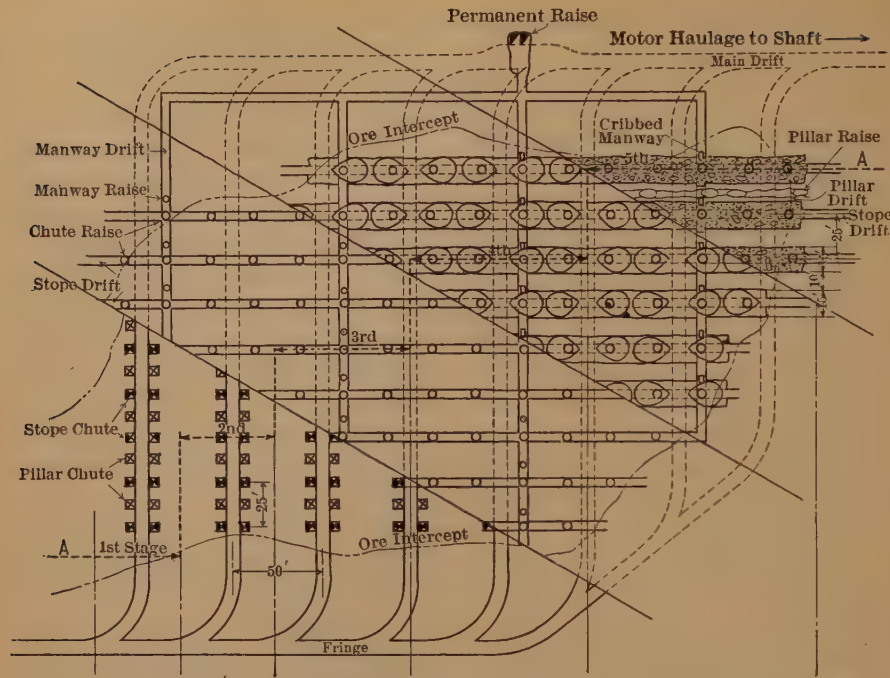 Permanent Raise
Motor Haulage to Shaft
Main Drift
Ore Intercept
Cribbed
Manway
Pillar Raise
5th
A
Manway Drift
Pillar
Drift
Manway Raise
Stope
Drift
25'
Chute Raise
4th
Stope Drift
10
3rd
Stope Chute
2nd
Pillar Chute
25'
A
1st Stage
Ore Intercept
50'
Fringe